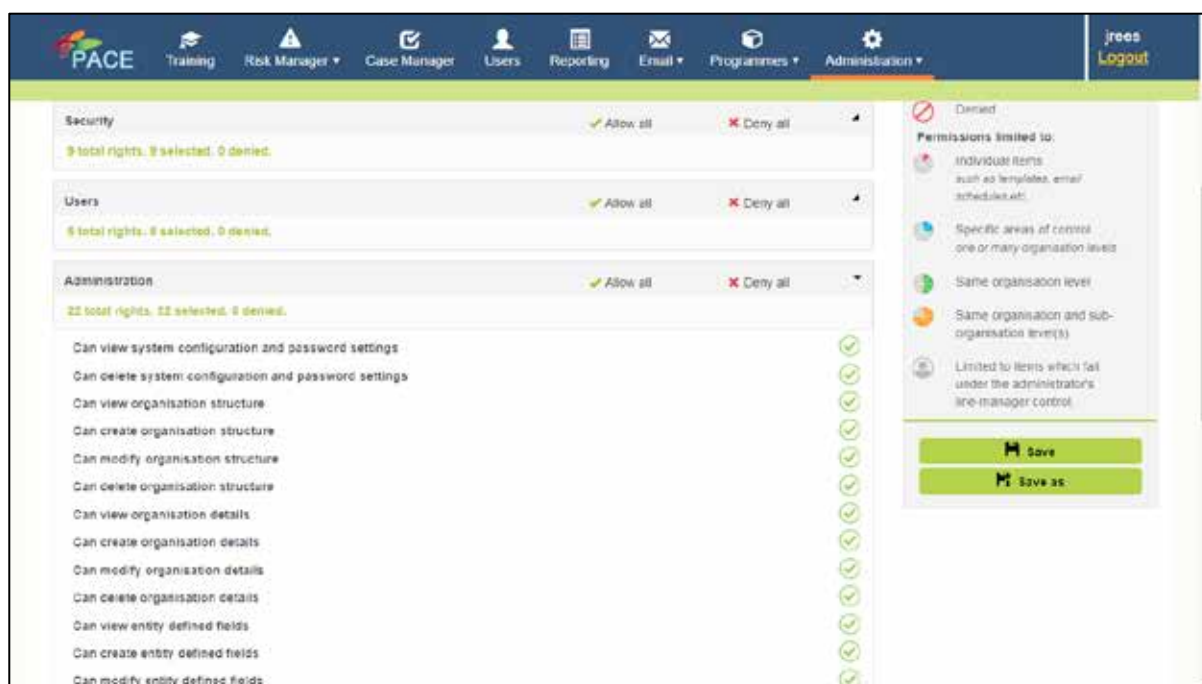 PACE
Training
Risk Manager
Case Manager
Users
Reporting
Email
Programmes
Administration
jrees
Logout
Security
Allow all
Deny all
9 total rights, 9 selected, 0 denied.
Users
Allow all
Deny all
total rights, selected, 0 denied.
Administration
Allow all
Deny all
22 total rights, 22 selected, 0 denied.
Can view system configuration and password settings
Can delete system configuration and password settings
Can view organisation structure
Can create organisation structure
Can modify organisation structure
Can delete organisation structure
Can view organisation details
Can create organisation details
Can modify organisation details
Can delete organisation details
Can view entity defined fields
Can create entity defined fields
Can modify entity defined fields
Denied
Permissions limited to:
Individual items
such as templates, email
schedules etc.
Specific areas of control
one or many organisation levels
Same organisation level
Same organisation and sub-
organisation level(s)
Limited to items which fall
under the administrator's
line-manager control
Save
Save as